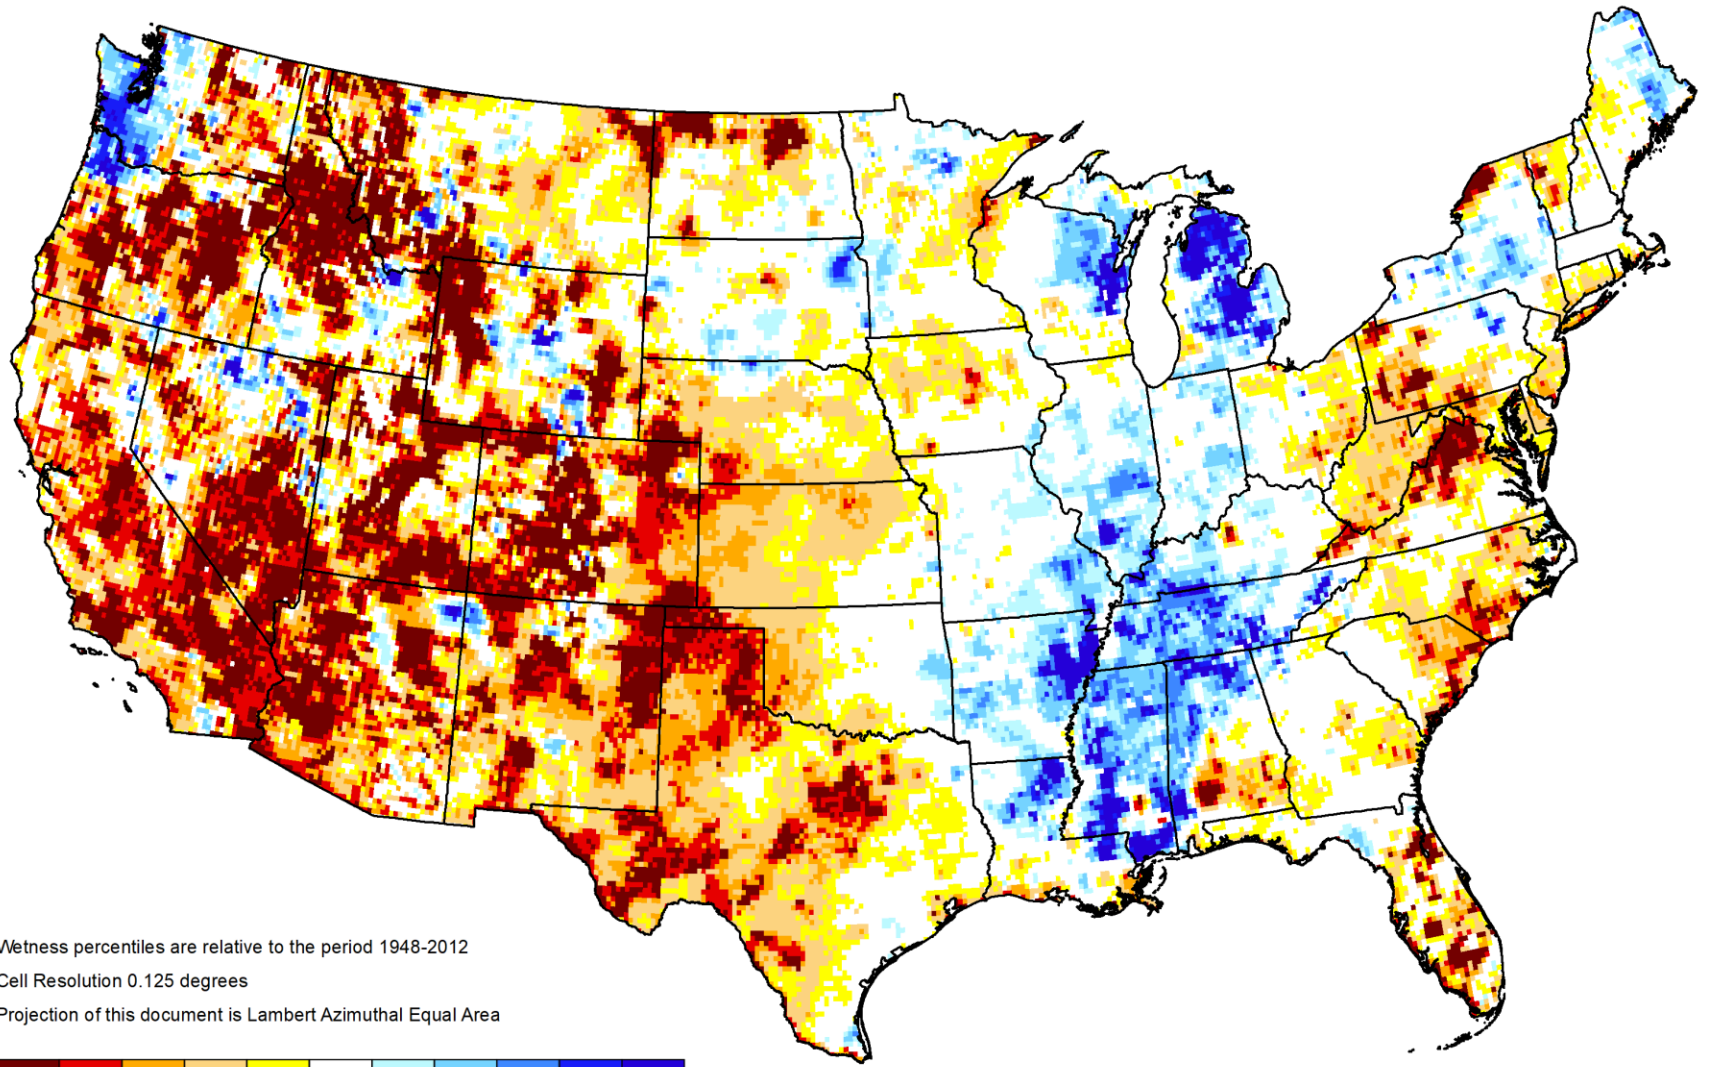 Wetness percentiles are relative to the period 1948-2012
Cell Resolution 0.125 degrees
Projection of this document is Lambert Azimuthal Equal Area